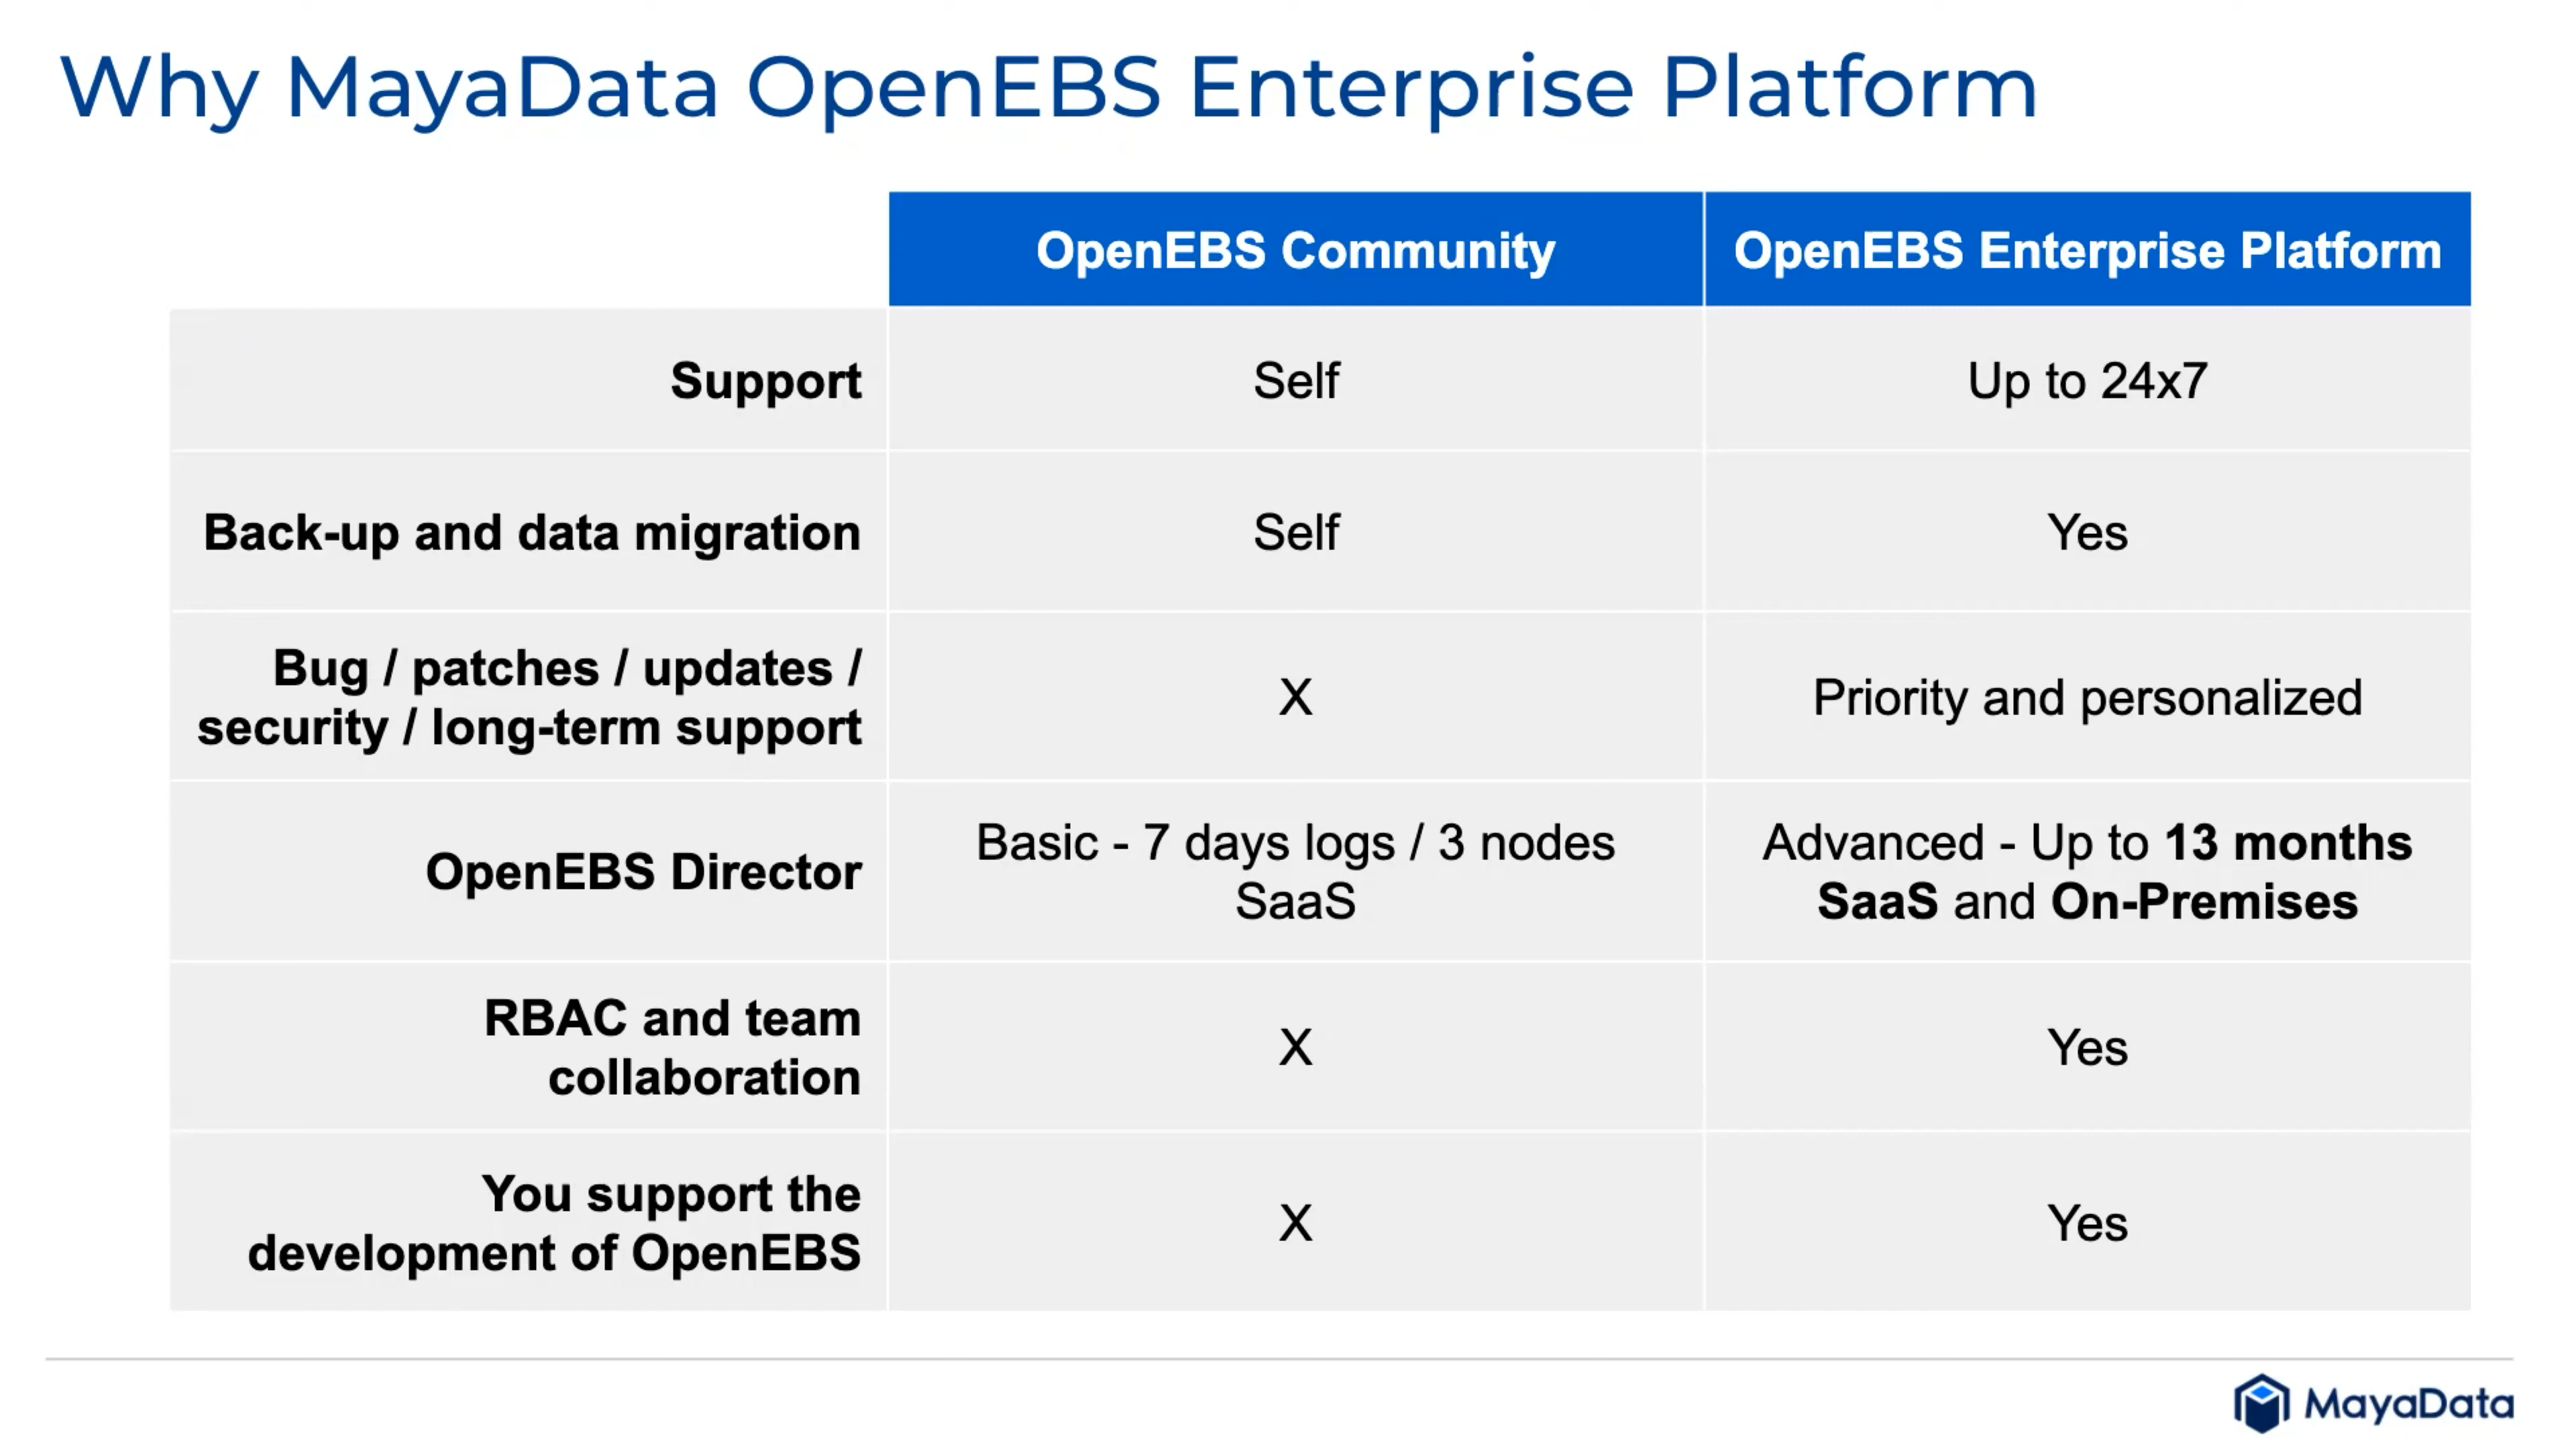 Why MayaData OpenEBS Enterprise Platform
OpenEBS Community
OpenEBS Enterprise Platform
Support
Self
Up to 24x7
Back-up and data migration
Self
Yes
Bug / patches / updates /
security / long-term support
X
Priority and personalized
OpenEBS Director
Basic - 7 days logs / 3 nodes
SaaS
Advanced - Up to 13 months
SaaS and On-Premises
RBAC and team
collaboration
X
Yes
You support the
development of OpenEBS
X
Yes
MayaData